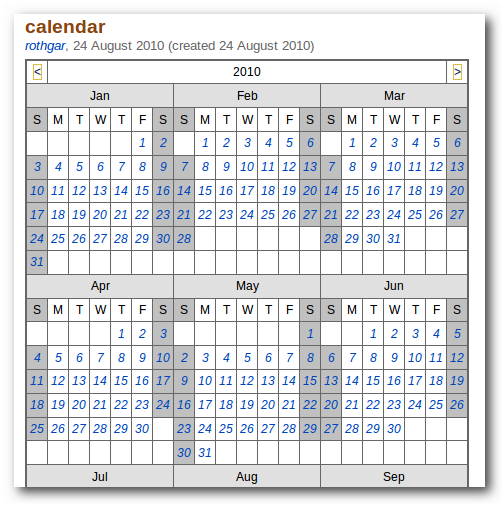 calendar
rothgar, 24 August 2010 (created 24 August 2010)
< 2010 >
Jan Feb Mar
S M T W T F S S M T W T F S S M T W T F S
1 2 1 2 3 4 5 6 1 2 3 4 5 6
3 4 5 6 7 8 9 7 8 9 10 11 12 13 7 8 9 10 11 12 13
10 11 12 13 14 15 16 14 15 16 17 18 19 20 14 15 16 17 18 19 20
17 18 19 20 21 22 23 21 22 23 24 25 26 27 21 22 23 24 25 26 27
24 25 26 27 28 29 30 28 28 29 30 31
31
Apr May Jun
S M T W T F S S M T W T F S S M T W T F S
1 2 3 1 1 2 3 4 5
4 5 6 7 8 9 10 2 3 4 5 6 7 8 6 7 8 9 10 11 12
11 12 13 14 15 16 17 9 10 11 12 13 14 15 13 14 15 16 17 18 19
18 19 20 21 22 23 24 16 17 18 19 20 21 22 20 21 22 23 24 25 26
25 26 27 28 29 30 23 24 25 26 27 28 29 27 28 29 30
30 31
Jul Aug Sep